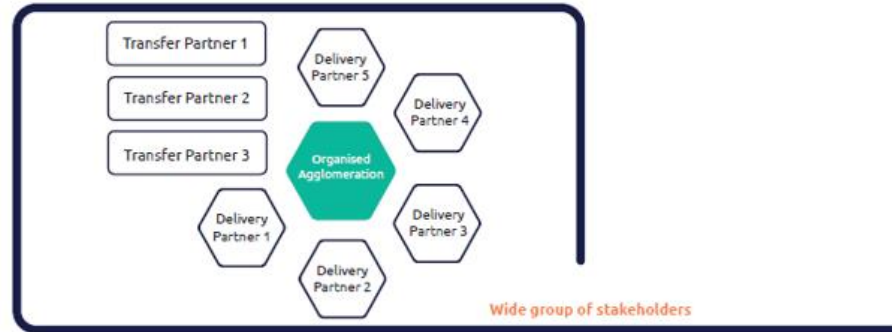 Transfer Partner 1
Transfer Partner 2
Transfer Partner 3
Delivery
Partner 5
Delivery
Partner 4
Organised
Agglomeration
Delivery
Partner 1
Delivery
Partner 3
Delivery
Partner 2
Wide group of stakeholders